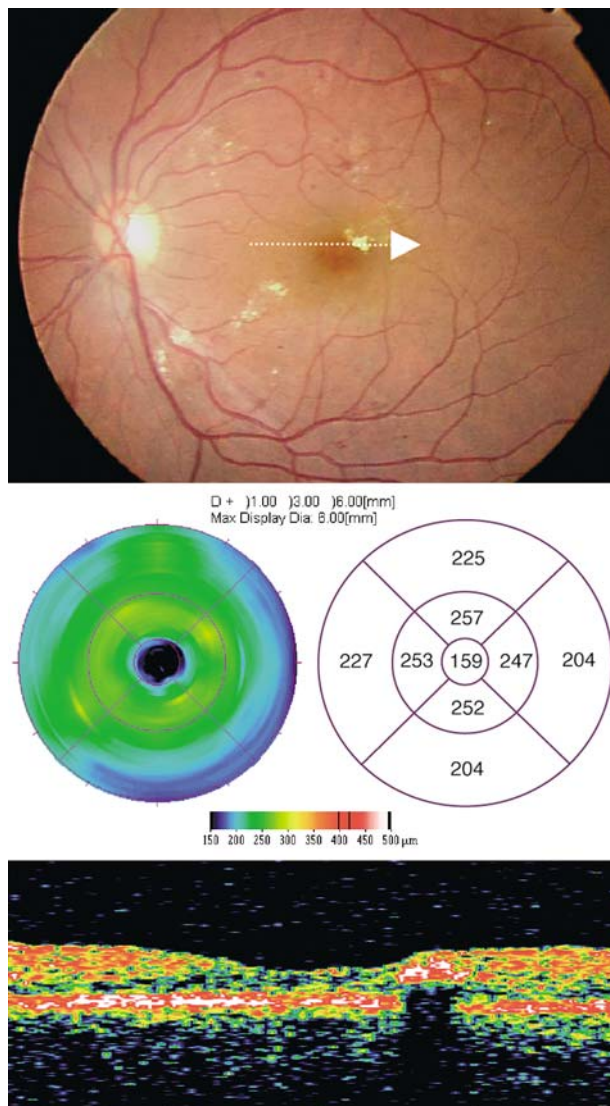 D + )1.00 )3.00 )6.00[mm]
Max Display Dia: 6.00[mm]
225
257
227 253 159 247 204
252
204
150 200 250 300 350 400 450 500 µm